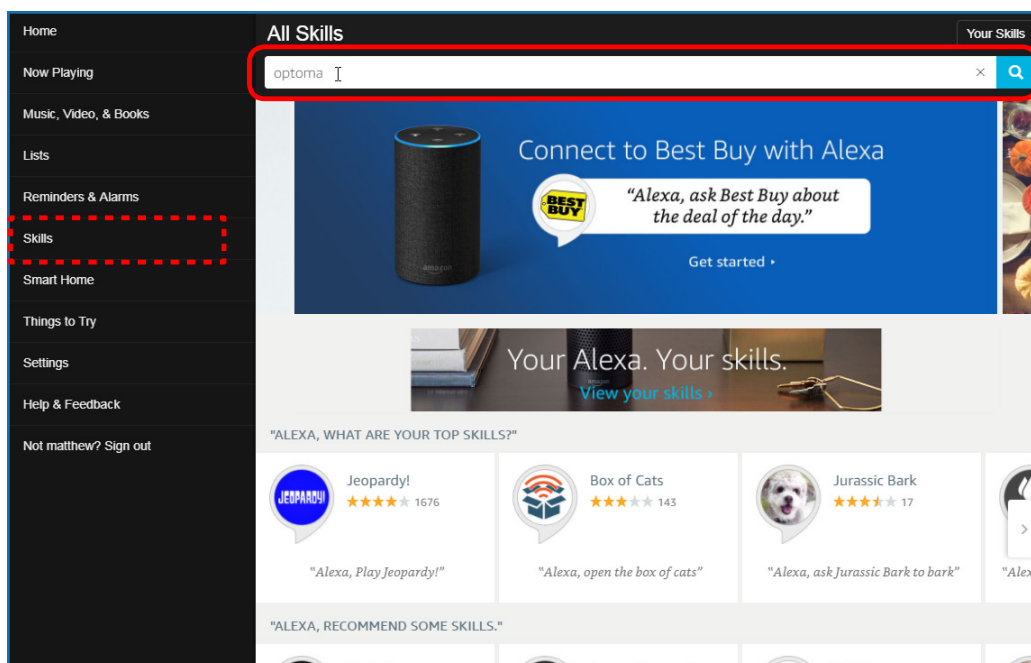 Home
Now Playing
Music, Video, & Books
Lists
Reminders & Alarms
Skills
Smart Home
Things to Try
Settings
Help & Feedback
Not matthew? Sign out
All Skills
Your Skills
optoma
×
amazon
Connect to Best Buy with Alexa
BEST
BUY
"Alexa, ask Best Buy about
the deal of the day."
Get started ›
Your Alexa. Your skills.
amazon
View your skills ›
"ALEXA, WHAT ARE YOUR TOP SKILLS?"
JEOPARDY!
Jeopardy!
1676
"Alexa, Play Jeopardy!"
Box of Cats
143
"Alexa, open the box of cats"
Jurassic Bark
17
"Alexa, ask Jurassic Bark to bark"
"Alex
"ALEXA, RECOMMEND SOME SKILLS."